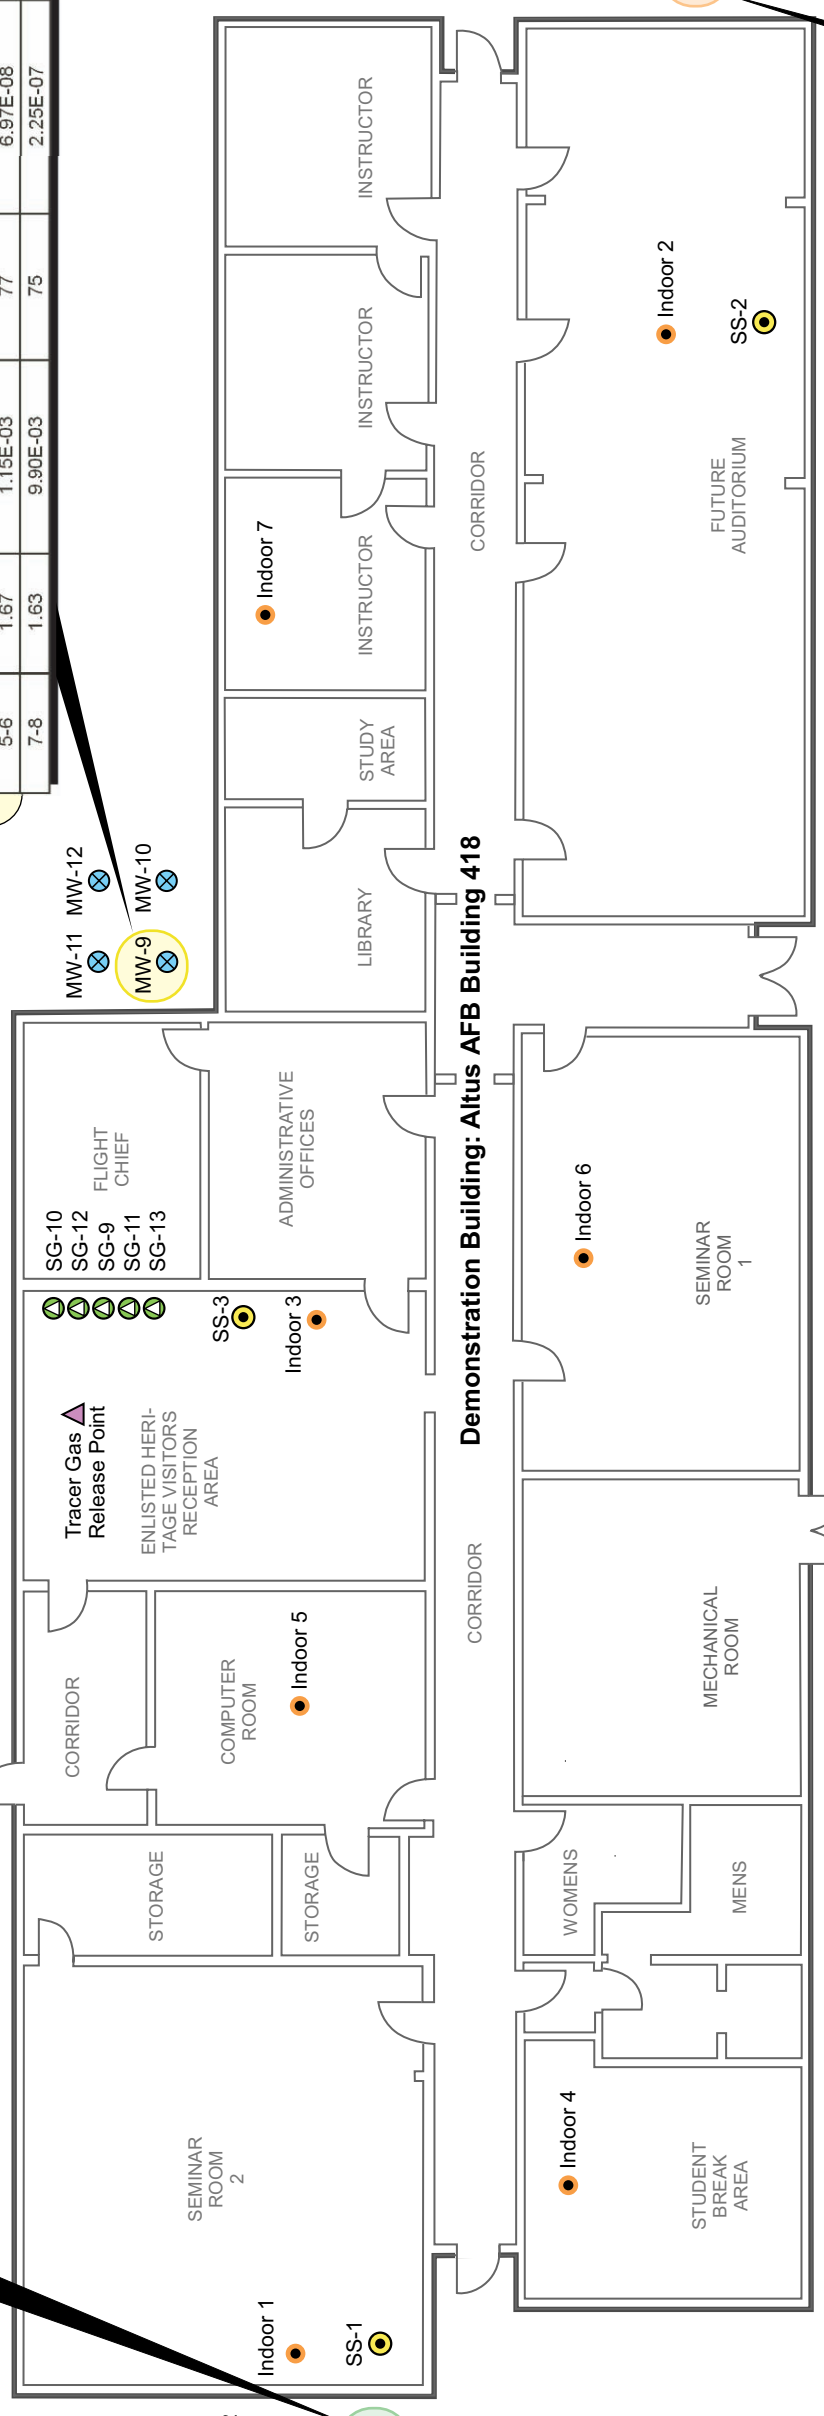 6.97E-08
77
1.15E-03
1.67
5-6
2.25E-07
75
9.90E-03
1.63
7-8
MW-11
MW-12
MW-9
MW-10
INSTRUCTOR
INSTRUCTOR
INSTRUCTOR
Indoor 7
STUDY
AREA
LIBRARY
CORRIDOR
Indoor 2
SS-2
FUTURE
AUDITORIUM
Demonstration Building: Altus AFB Building 418
FLIGHT
CHIEF
ADMINISTRATIVE
OFFICES
SG-10
SG-12
SG-9
SG-11
SG-13
SS-3
Indoor 3
Tracer Gas
Release Point
ENLISTED HERI-
TAGE VISITORS
RECEPTION
AREA
Indoor 6
SEMINAR
ROOM
1
CORRIDOR
CORRIDOR
COMPUTER
ROOM
Indoor 5
MECHANICAL
ROOM
STORAGE
STORAGE
WOMENS
MENS
SEMINAR
ROOM
2
Indoor 4
STUDENT
BREAK
AREA
Indoor 1
SS-1